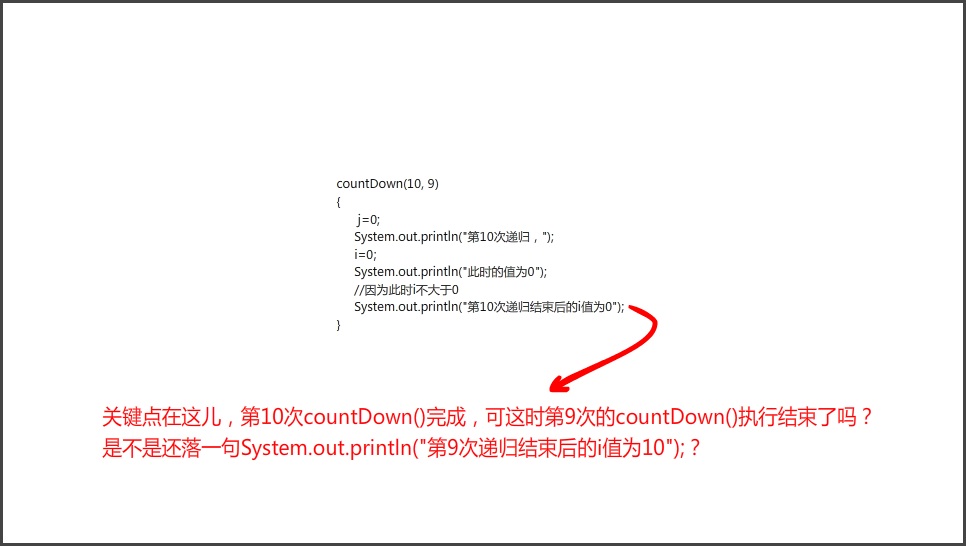 countDown(10, 9)
{
j=0;
System.out.println("第10次递归，");
i=0;
System.out.println("此时的值为0");
//因为此时i不大于0
System.out.println("第10次递归结束后的i值为0");
}
关键点在这儿，第10次countDown()完成，可这时第9次的countDown()执行结束了吗？
是不是还落一句System.out.println("第9次递归结束后的i值为10");？